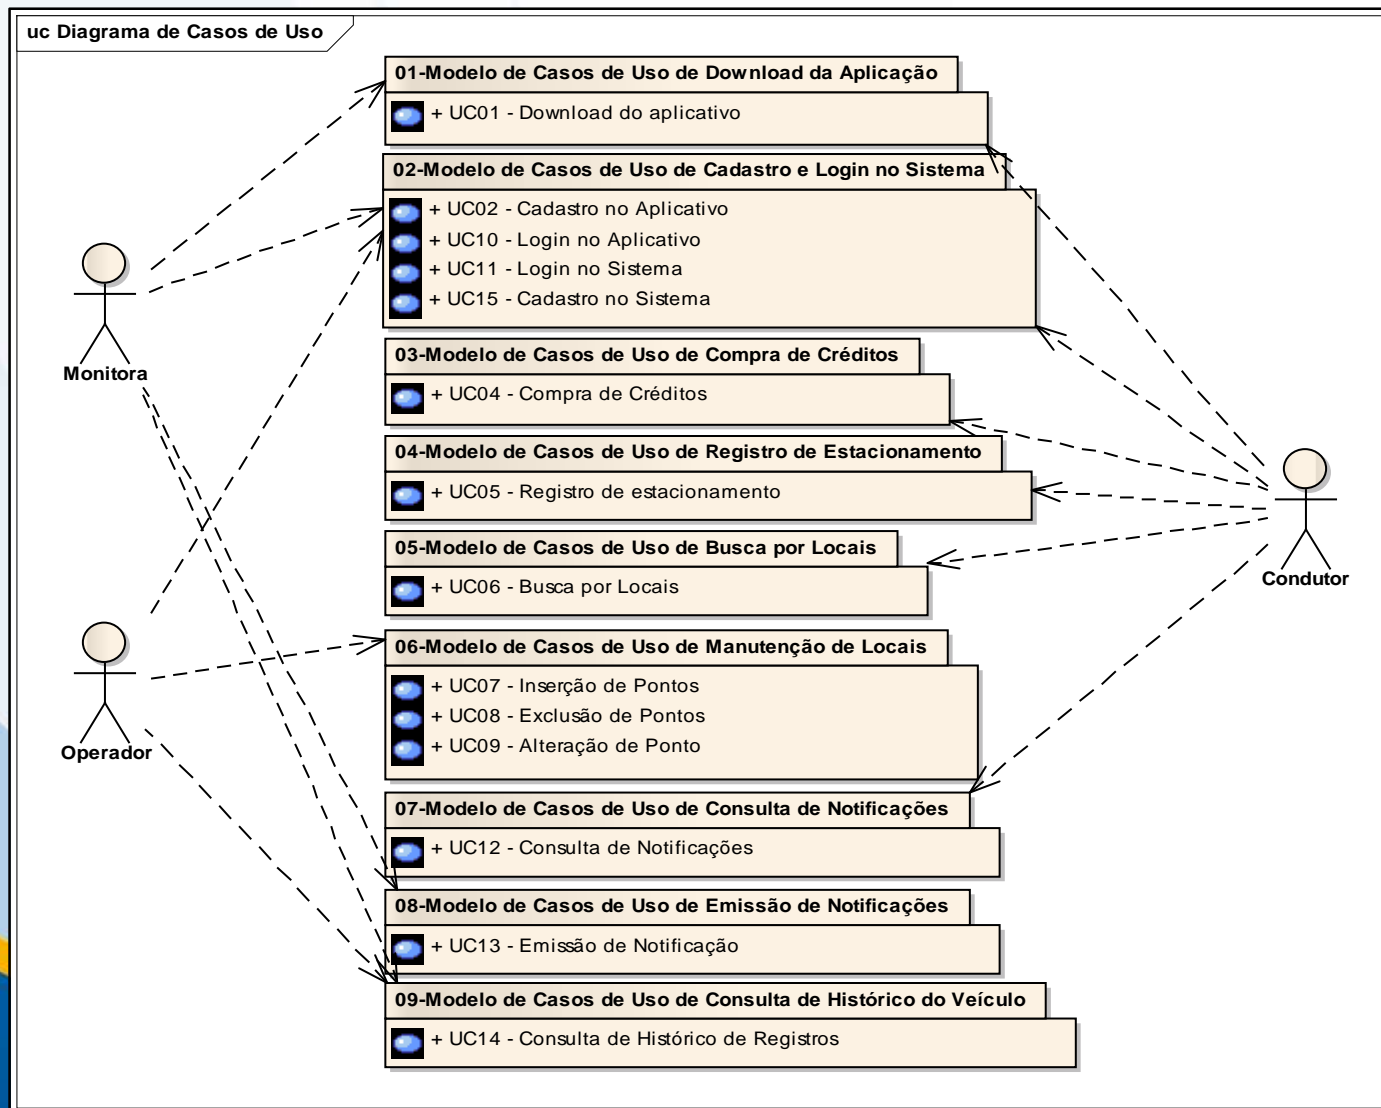 uc Diagrama de Casos de Uso
01-Modelo de Casos de Uso de Download da Aplicação
+ UC01 - Download do aplicativo
02-Modelo de Casos de Uso de Cadastro e Login no Sistema
+ UC02 - Cadastro no Aplicativo
+ UC10 - Login no Aplicativo
+ UC11 - Login no Sistema
+ UC15 - Cadastro no Sistema
Monitora
03-Modelo de Casos de Uso de Compra de Créditos
+ UC04 - Compra de Créditos
04-Modelo de Casos de Uso de Registro de Estacionamento
+ UC05 - Registro de estacionamento
05-Modelo de Casos de Uso de Busca por Locais
+ UC06 - Busca por Locais
Condutor
06-Modelo de Casos de Uso de Manutenção de Locais
+ UC07 - Inserção de Pontos
+ UC08 - Exclusão de Pontos
+ UC09 - Alteração de Ponto
Operador
07-Modelo de Casos de Uso de Consulta de Notificações
+ UC12 - Consulta de Notificações
08-Modelo de Casos de Uso de Emissão de Notificações
+ UC13 - Emissão de Notificação
09-Modelo de Casos de Uso de Consulta de Histórico do Veículo
+ UC14 - Consulta de Histórico de Registros